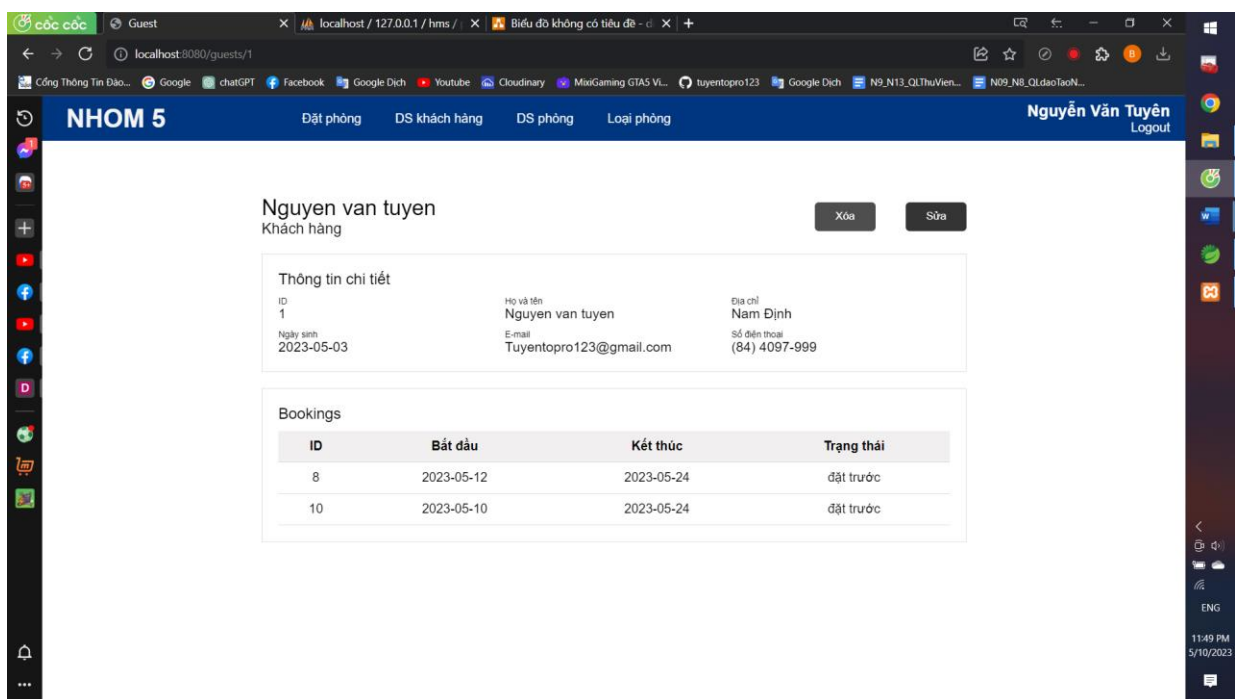 cốc cốc Guest localhost / 127.0.0.1 / hms / Biểu đồ không có tiêu đề - d
localhost:8080/guests/1
Cổng Thông Tin Đào... Google chatGPT Facebook Google Dịch Youtube Cloudinary MixiGaming GTA5 Vi... tuyentopro123 Google Dịch N9_N13_QLThuVien... N09_N8_QLdaoTaoN...
NHOM 5 Đặt phòng DS khách hàng DS phòng Loại phòng Nguyễn Văn Tuyên
Logout
Nguyen van tuyen
Khách hàng
Xóa Sửa
Thông tin chi tiết
ID Họ và tên Địa chỉ
1 Nguyen van tuyen Nam Định
Ngày sinh E-mail Số điện thoại
2023-05-03 Tuyentopro123@gmail.com (84) 4097-999
Bookings
ID Bắt đầu Kết thúc Trạng thái
8 2023-05-12 2023-05-24 đặt trước
10 2023-05-10 2023-05-24 đặt trước
ENG
11:49 PM
5/10/2023